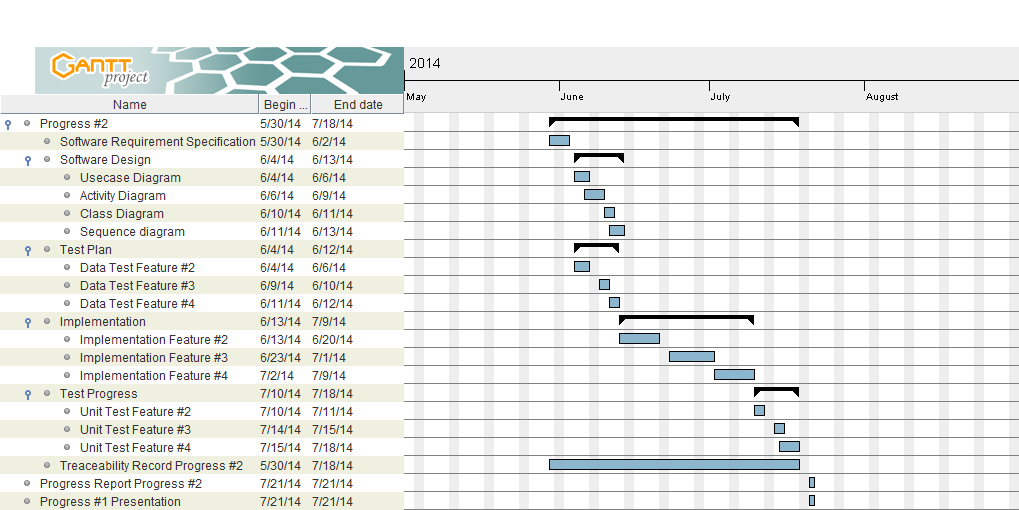 GANTT
project
2014
May June July August
Name Begin ... End date
Progress #2 5/30/14 7/18/14
Software Requirement Specification 5/30/14 6/2/14
Software Design 6/4/14 6/13/14
Usecase Diagram 6/4/14 6/6/14
Activity Diagram 6/6/14 6/9/14
Class Diagram 6/10/14 6/11/14
Sequence diagram 6/11/14 6/13/14
Test Plan 6/4/14 6/12/14
Data Test Feature #2 6/4/14 6/6/14
Data Test Feature #3 6/9/14 6/10/14
Data Test Feature #4 6/11/14 6/12/14
Implementation 6/13/14 7/9/14
Implementation Feature #2 6/13/14 6/20/14
Implementation Feature #3 6/23/14 7/1/14
Implementation Feature #4 7/2/14 7/9/14
Test Progress 7/10/14 7/18/14
Unit Test Feature #2 7/10/14 7/11/14
Unit Test Feature #3 7/14/14 7/15/14
Unit Test Feature #4 7/15/14 7/18/14
Treaceability Record Progress #2 5/30/14 7/18/14
Progress Report Progress #2 7/21/14 7/21/14
Progress #1 Presentation 7/21/14 7/21/14